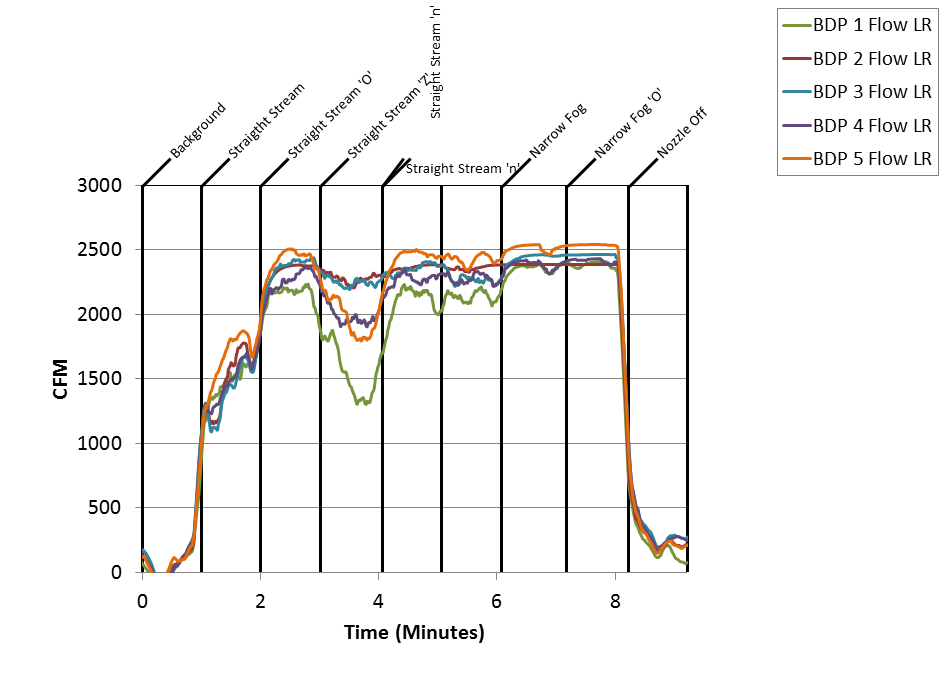 Straight Stream 'n'
BDP 1 Flow LR
BDP 2 Flow LR
BDP 3 Flow LR
BDP 4 Flow LR
BDP 5 Flow LR
Background
Straigtht Stream
Straight Stream 'O'
Straight Stream 'Z'
Straight Stream 'n'
Narrow Fog
Narrow Fog 'O'
Nozzle Off
3000
2500
2000
1500
1000
500
0
CFM
0 2 4 6 8
Time (Minutes)